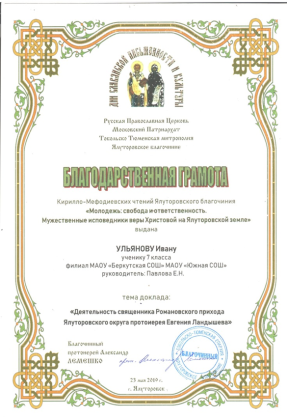 ДНИ СЛАВЯНСКОЙ ПИСЬМЕННОСТИ И КУЛЬТУРЫ
Русская Православная Церковь
Московский Патриархат
Тобольско Тюменская митрополия
Ялуторовское благочиние
БЛАГОДАРСТВЕННАЯ ГРАМОТА
Кирилло–Мефодиевских чтений Ялуторовского благочиния
«Молодежь: свобода и ответственность.
Мужественные исповедники веры Христовой на Ялуторовской земле»
выдана
УЛЬЯНОВУ Ивану
ученику 7 класса
филиал МАОУ «Беркутская СОШ» МАОУ «Южная СОШ»
руководитель: Павлова Е.Н.
тема доклада:
«Деятельность священника Романовского прихода
Ялуторовского округа протоиерея Евгения Ландышева»
Благочинный
протоиерей Александр
ЛЕМЕШКО
БЛАГОЧИННЫЙ
23 мая 2019 г.
г. Ялуторовск